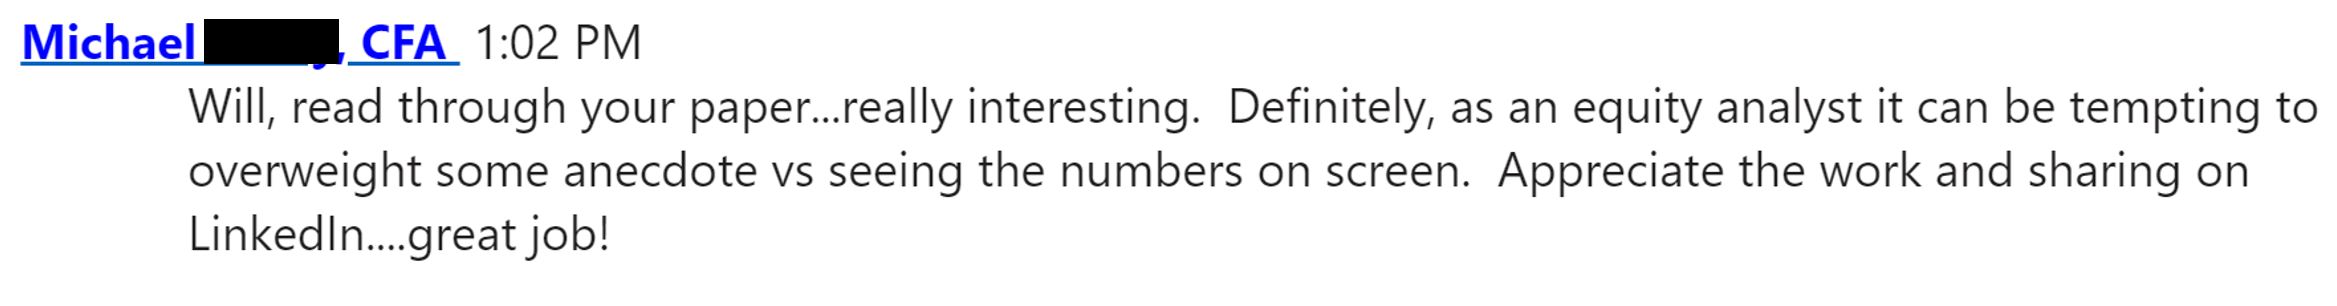 Michael , CFA 1:02 PM
Will, read through your paper...really interesting.  Definitely, as an equity analyst it can be tempting to
overweight some anecdote vs seeing the numbers on screen.  Appreciate the work and sharing on
LinkedIn....great job!